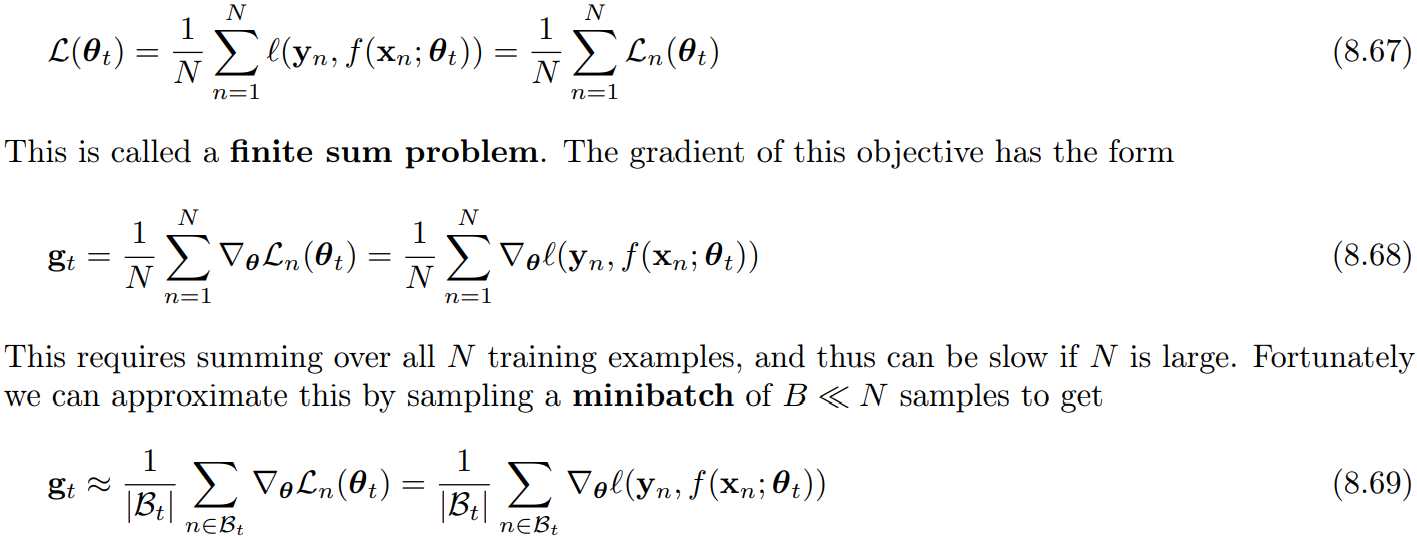 $\mathcal{L}(\boldsymbol{\theta}_t) = \frac{1}{N} \sum_{n=1}^{N} \ell(\mathbf{y}_n, f(\mathbf{x}_n; \boldsymbol{\theta}_t)) = \frac{1}{N} \sum_{n=1}^{N} \mathcal{L}_n(\boldsymbol{\theta}_t)$ (8.67)
This is called a finite sum problem. The gradient of this objective has the form
$\mathbf{g}_t = \frac{1}{N} \sum_{n=1}^{N} \nabla_{\boldsymbol{\theta}} \mathcal{L}_n(\boldsymbol{\theta}_t) = \frac{1}{N} \sum_{n=1}^{N} \nabla_{\boldsymbol{\theta}} \ell(\mathbf{y}_n, f(\mathbf{x}_n; \boldsymbol{\theta}_t))$ (8.68)
This requires summing over all $N$ training examples, and thus can be slow if $N$ is large. Fortunately
we can approximate this by sampling a minibatch of $B \ll N$ samples to get
$\mathbf{g}_t \approx \frac{1}{|\mathcal{B}_t|} \sum_{n \in \mathcal{B}_t} \nabla_{\boldsymbol{\theta}} \mathcal{L}_n(\boldsymbol{\theta}_t) = \frac{1}{|\mathcal{B}_t|} \sum_{n \in \mathcal{B}_t} \nabla_{\boldsymbol{\theta}} \ell(\mathbf{y}_n, f(\mathbf{x}_n; \boldsymbol{\theta}_t))$ (8.69)